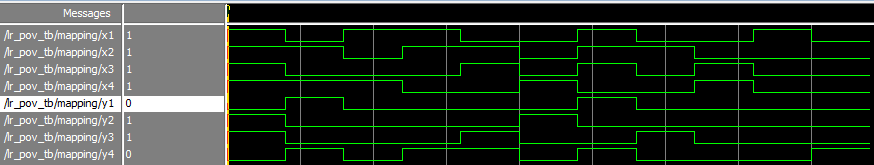 Messages
/lr_pov_tb/mapping/x1 1
/lr_pov_tb/mapping/x2 1
/lr_pov_tb/mapping/x3 1
/lr_pov_tb/mapping/x4 1
/lr_pov_tb/mapping/y1 0
/lr_pov_tb/mapping/y2 1
/lr_pov_tb/mapping/y3 1
/lr_pov_tb/mapping/y4 0